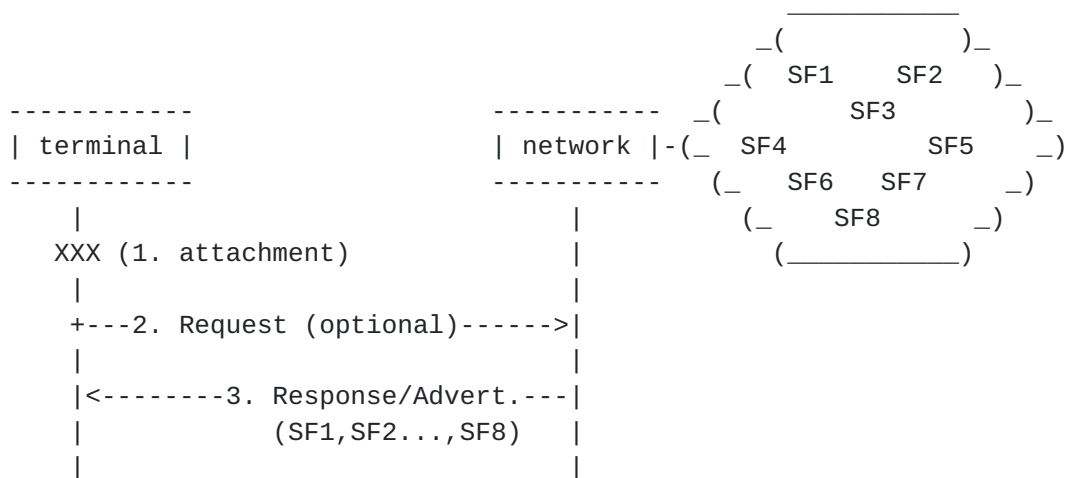 SF1 SF2
SF3
| terminal | | network |-(_ SF4 SF5 _)
SF6 SF7
SF8
XXX (1. attachment)
+---2. Request (optional)------>|
|<--------3. Response/Advert.---|
(SF1,SF2...,SF8)